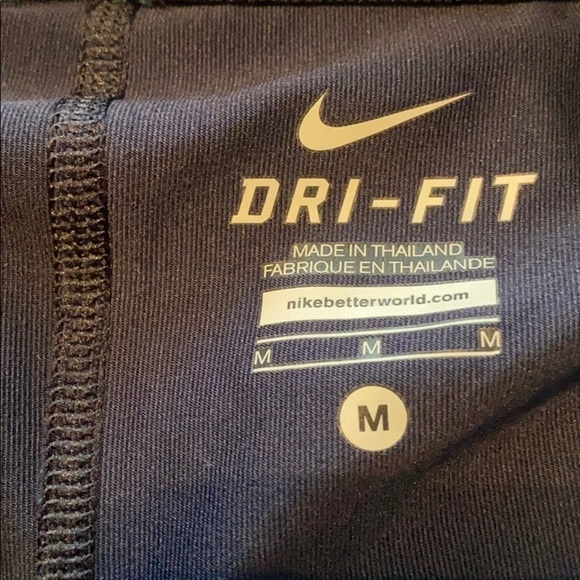 DRI-FIT
MADE IN THAILAND
FABRIQUE EN THAILANDE
nikebetterworld.com
M M M
M